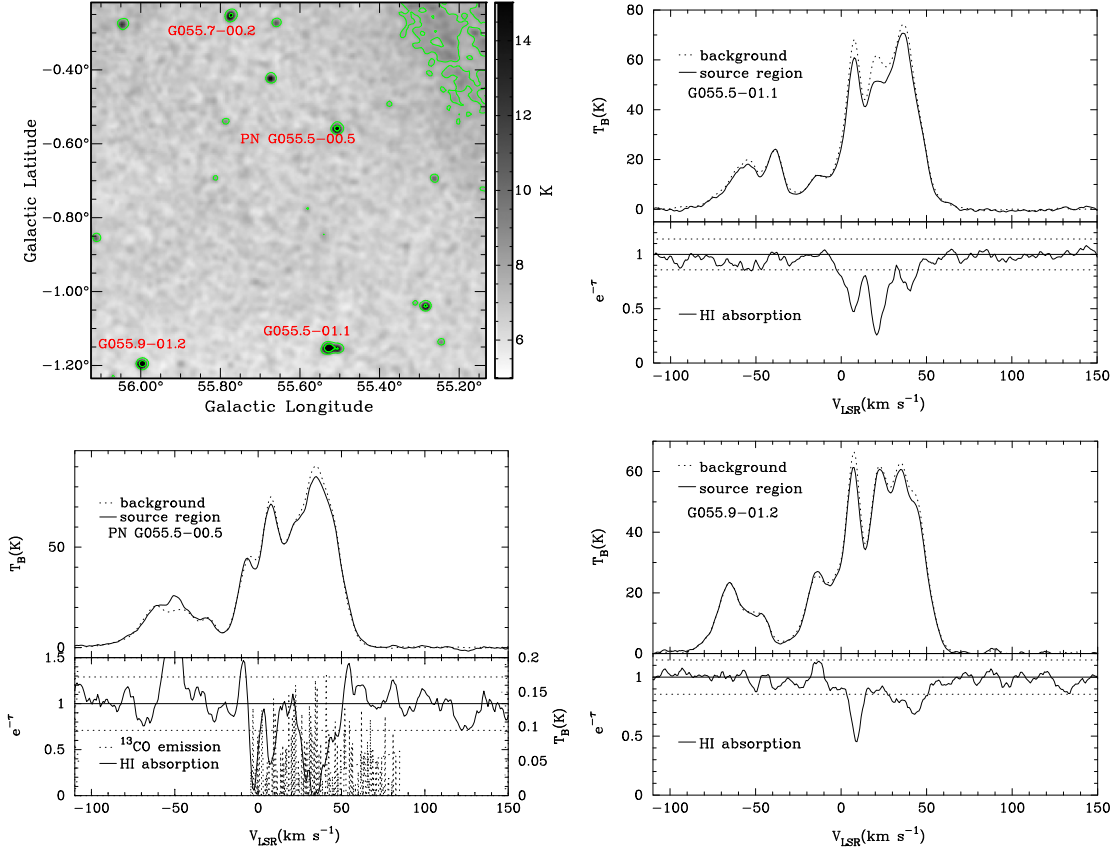 G055.7−00.2
PN G055.5−00.5
G055.5−01.1
G055.9−01.2
Galactic Latitude
−0.40°
−0.60°
−0.80°
−1.00°
−1.20°
56.00° 55.80° 55.60° 55.40° 55.20°
Galactic Longitude
14
12
10
8
6
K
background
source region
G055.5−01.1
T_B(K)
80
60
40
20
0
HI absorption
e^−τ
1
0.5
0
−100 −50 0 50 100 150
V_LSR(km s^−1)
background
source region
PN G055.5−00.5
T_B(K)
50
0
1.5
1
0.5
0
e^−τ
^13CO emission
HI absorption
0.2
0.15
0.1
0.05
0
T_B(K)
−100 −50 0 50 100 150
V_LSR(km s^−1)
background
source region
G055.9−01.2
T_B(K)
60
40
20
0
HI absorption
e^−τ
1
0.5
0
−100 −50 0 50 100 150
V_LSR(km s^−1)